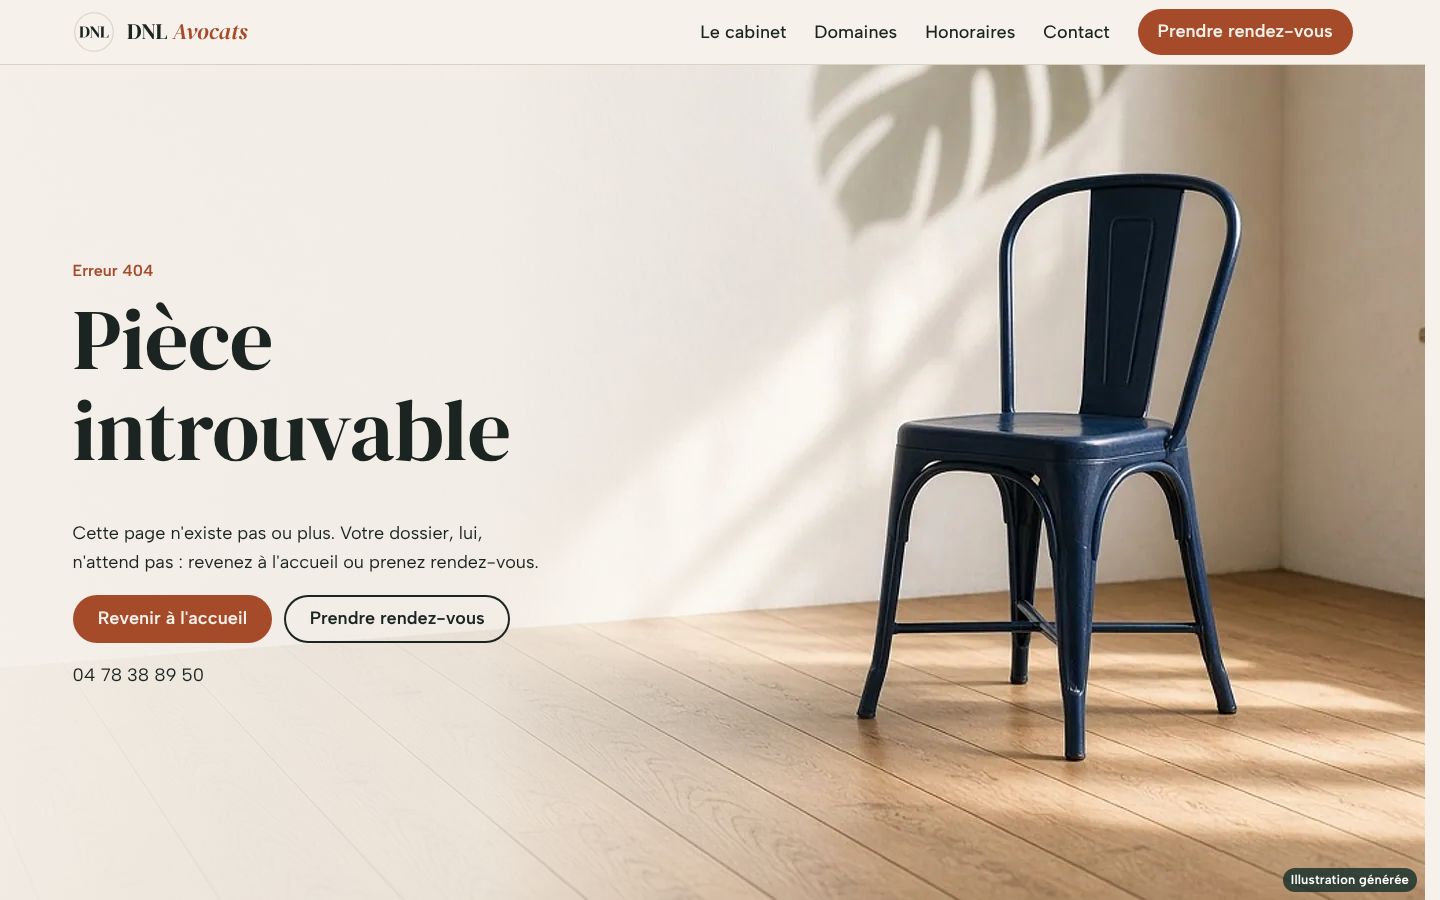 DNL DNL Avocats Le cabinet Domaines Honoraires Contact Prendre rendez-vous
Erreur 404
Pièce
introuvable
Cette page n'existe pas ou plus. Votre dossier, lui,
n'attend pas : revenez à l'accueil ou prenez rendez-vous.
Revenir à l'accueil Prendre rendez-vous
04 78 38 89 50
Illustration générée